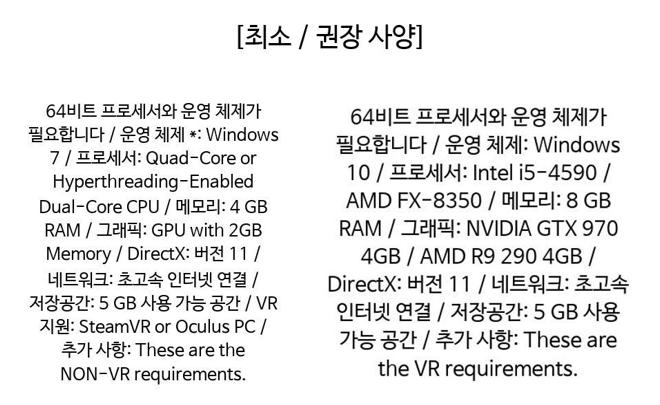 [최소 / 권장 사양]
64비트 프로세서와 운영 체제가
필요합니다 / 운영 체제 *: Windows
7 / 프로세서: Quad-Core or
Hyperthreading-Enabled
Dual-Core CPU / 메모리: 4 GB
RAM / 그래픽: GPU with 2GB
Memory / DirectX: 버전 11 /
네트워크: 초고속 인터넷 연결 /
저장공간: 5 GB 사용 가능 공간 / VR
지원: SteamVR or Oculus PC /
추가 사항: These are the
NON-VR requirements.
64비트 프로세서와 운영 체제가
필요합니다 / 운영 체제: Windows
10 / 프로세서: Intel i5-4590 /
AMD FX-8350 / 메모리: 8 GB
RAM / 그래픽: NVIDIA GTX 970
4GB / AMD R9 290 4GB /
DirectX: 버전 11 / 네트워크: 초고속
인터넷 연결 / 저장공간: 5 GB 사용
가능 공간 / 추가 사항: These are
the VR requirements.